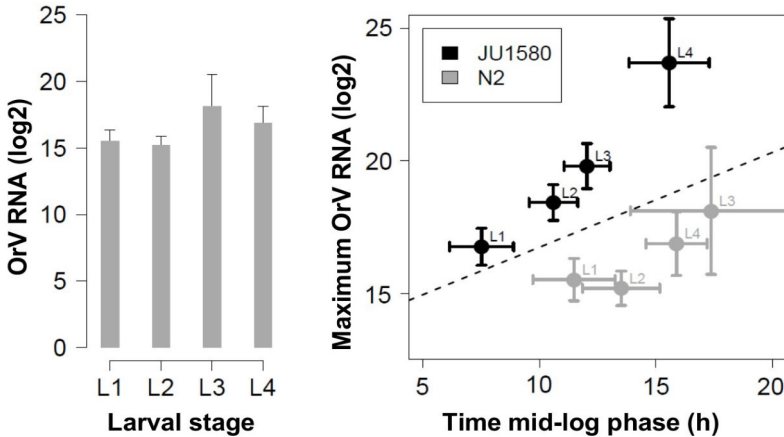 OrV RNA (log2)
25
20
15
10
5
0
L1 L2 L3 L4
Larval stage
Maximum OrV RNA (log2)
25
20
15
JU1580
N2
L4
L3
L2
L1
L3
L4
L1
L2
5 10 15 20
Time mid-log phase (h)